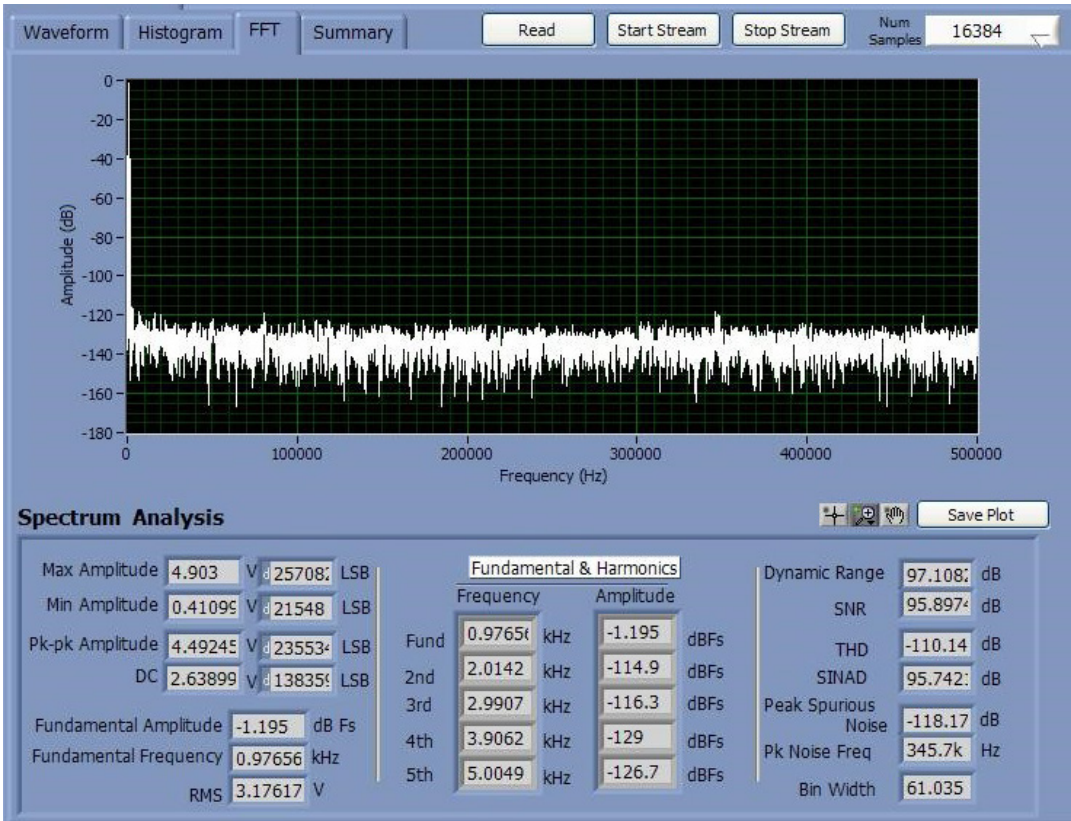 Waveform Histogram FFT Summary Read Start Stream Stop Stream Num Samples 16384
Amplitude (dB)
0
-20
-40
-60
-80
-100
-120
-140
-160
-180
0 100000 200000 300000 400000 500000
Frequency (Hz)
Spectrum Analysis
Save Plot
Max Amplitude 4.903 V d 257082 LSB
Min Amplitude 0.41099 V d 21548 LSB
Pk-pk Amplitude 4.49245 V d 235534 LSB
DC 2.63899 V d 138359 LSB
Fundamental Amplitude -1.195 dB Fs
Fundamental Frequency 0.97656 kHz
RMS 3.17617 V
Fundamental & Harmonics
Frequency Amplitude
Fund 0.97656 kHz -1.195 dBFs
2nd 2.0142 kHz -114.9 dBFs
3rd 2.9907 kHz -116.3 dBFs
4th 3.9062 kHz -129 dBFs
5th 5.0049 kHz -126.7 dBFs
Dynamic Range 97.1082 dB
SNR 95.8974 dB
THD -110.14 dB
SINAD 95.742 dB
Peak Spurious
Noise -118.17 dB
Pk Noise Freq 345.7k Hz
Bin Width 61.035